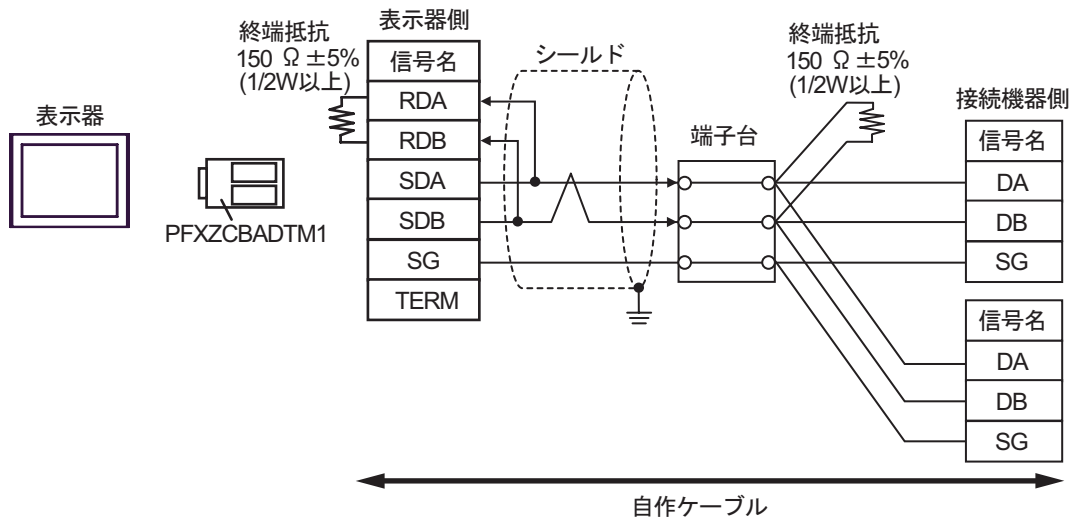 表示器
PFXZCBADTM1
終端抵抗
150 Ω ±5%
(1/2W以上)
表示器側
信号名
RDA
RDB
SDA
SDB
SG
TERM
シールド
端子台
終端抵抗
150 Ω ±5%
(1/2W以上)
接続機器側
信号名
DA
DB
SG
信号名
DA
DB
SG
自作ケーブル